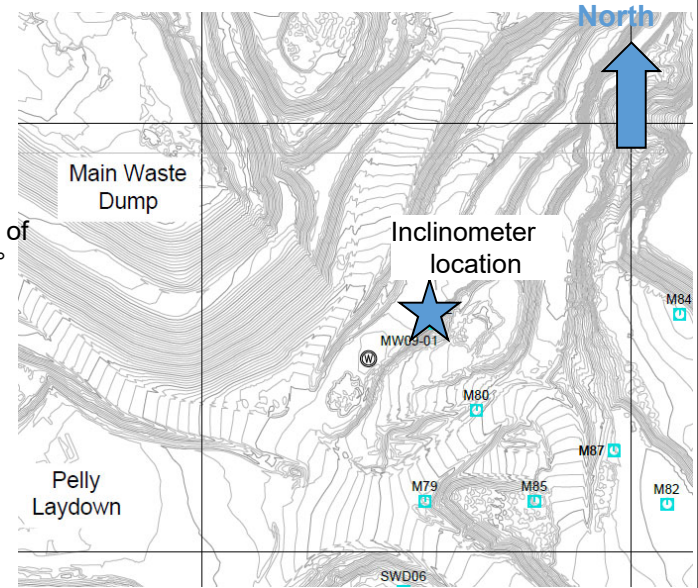 North
Main Waste
Dump
of
°
Inclinometer
location
M84
MW09-01
W
M80
M87
Pelly
Laydown
M79
M85
M82
SWD06